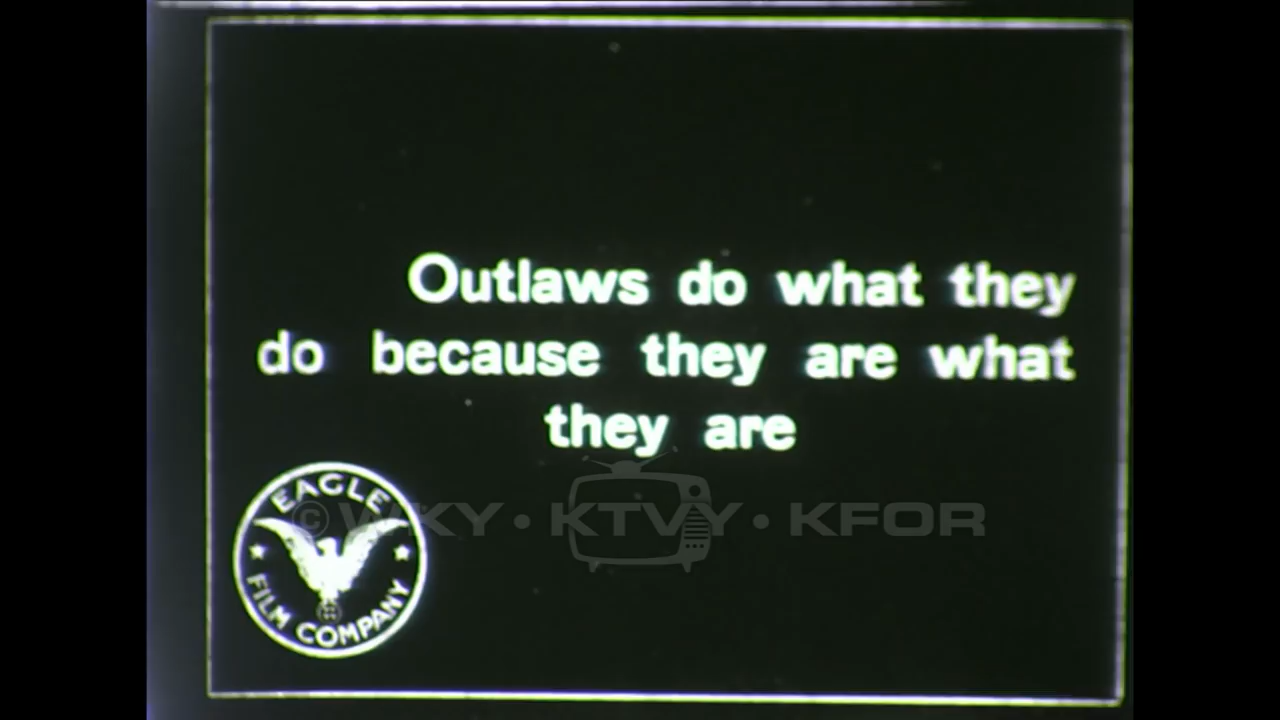 Outlaws do what they
do because they are what
they are
EAGLE
FILM COMPANY
© WKY • KTVY • KFOR